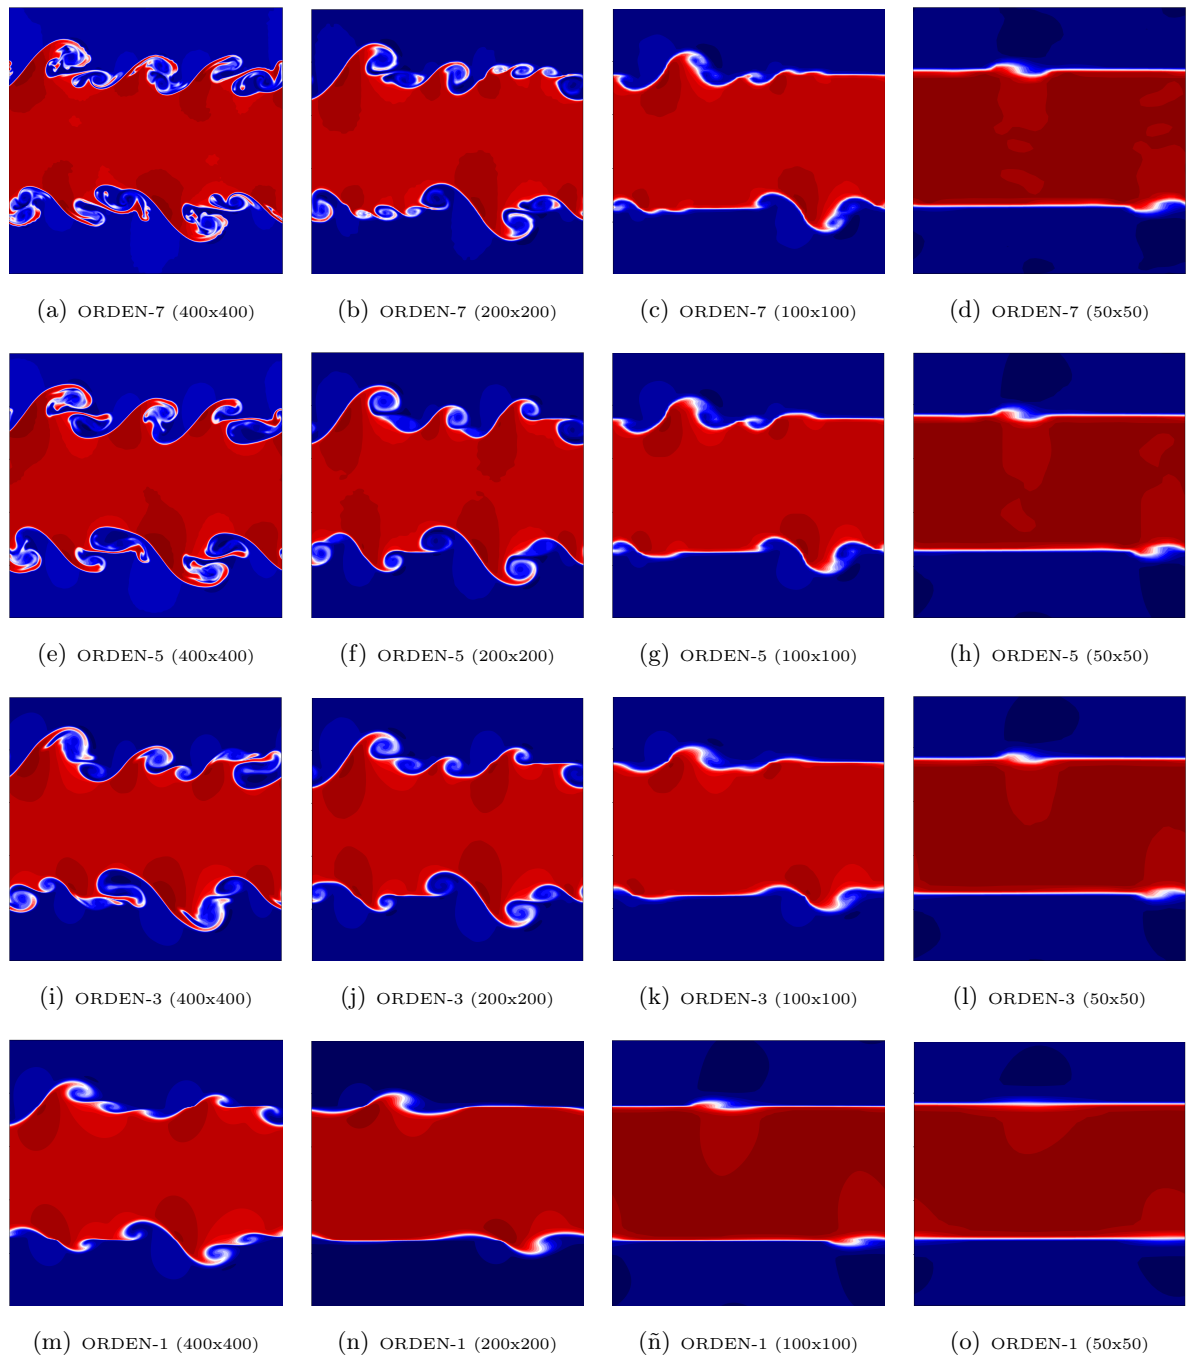 (a) ORDEN-7 (400x400) (b) ORDEN-7 (200x200) (c) ORDEN-7 (100x100) (d) ORDEN-7 (50x50)
(e) ORDEN-5 (400x400) (f) ORDEN-5 (200x200) (g) ORDEN-5 (100x100) (h) ORDEN-5 (50x50)
(i) ORDEN-3 (400x400) (j) ORDEN-3 (200x200) (k) ORDEN-3 (100x100) (l) ORDEN-3 (50x50)
(m) ORDEN-1 (400x400) (n) ORDEN-1 (200x200) (ñ) ORDEN-1 (100x100) (o) ORDEN-1 (50x50)